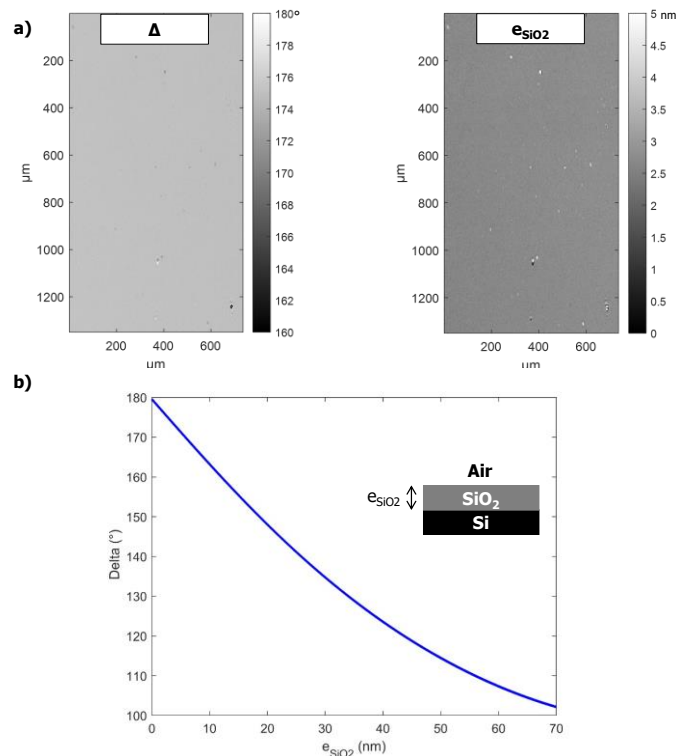 a)
Δ
180°
178
176
174
172
170
168
166
164
162
160
200
400
600
800
1000
1200
μm
200 400 600
μm
e_SiO2
5 nm
4.5
4
3.5
3
2.5
2
1.5
1
0.5
0
200
400
600
800
1000
1200
μm
200 400 600
μm
b)
180
170
160
150
140
130
120
110
100
Delta (°)
Air
e_SiO2
SiO₂
Si
0 10 20 30 40 50 60 70
e_SiO2 (nm)